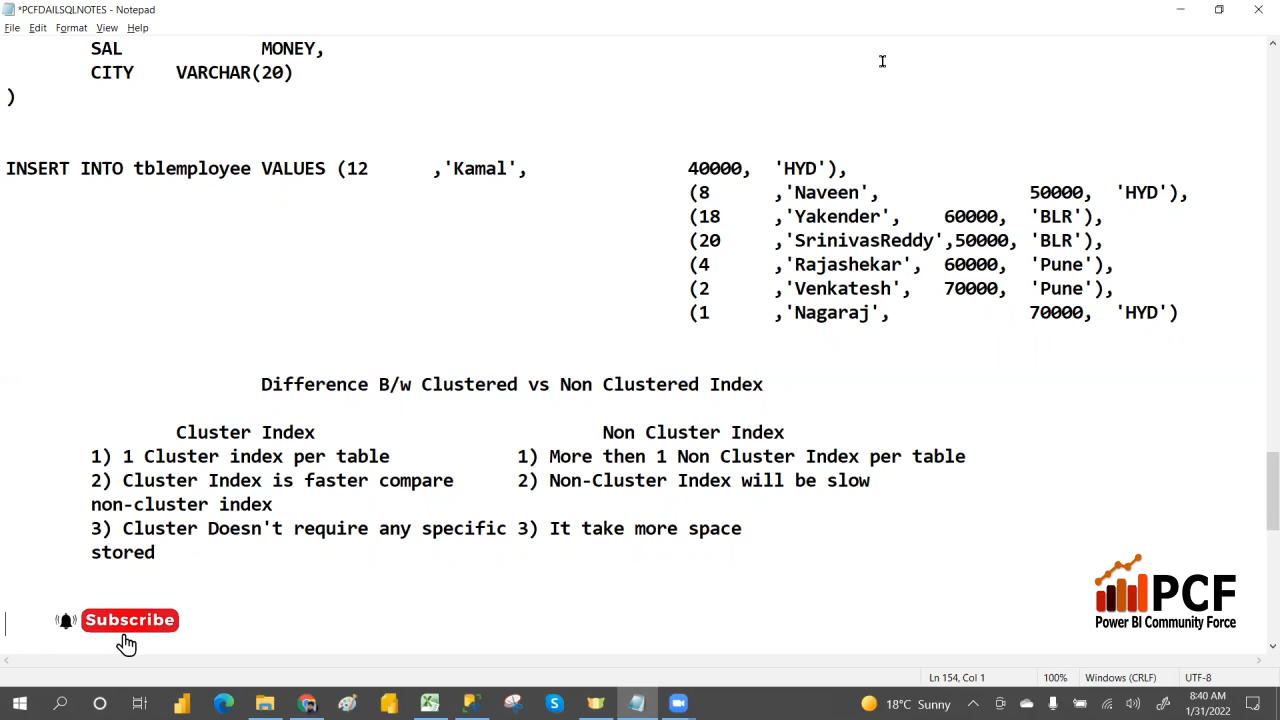 *PCFDAILSQLNOTES - Notepad
File Edit Format View Help
SAL MONEY,
CITY VARCHAR(20)
)
INSERT INTO tblemployee VALUES (12 ,'Kamal', 40000, 'HYD'),
(8 ,'Naveen', 50000, 'HYD'),
(18 ,'Yakender', 60000, 'BLR'),
(20 ,'SrinivasReddy',50000, 'BLR'),
(4 ,'Rajashekar', 60000, 'Pune'),
(2 ,'Venkatesh', 70000, 'Pune'),
(1 ,'Nagaraj', 70000, 'HYD')
Difference B/w Clustered vs Non Clustered Index
Cluster Index Non Cluster Index
1) 1 Cluster index per table 1) More then 1 Non Cluster Index per table
2) Cluster Index is faster compare 2) Non-Cluster Index will be slow
non-cluster index
3) Cluster Doesn't require any specific 3) It take more space
stored
PCF
Power BI Community Force
Subscribe
Ln 154, Col 1 100% Windows (CRLF) UTF-8
18°C Sunny 8:40 AM
1/31/2022